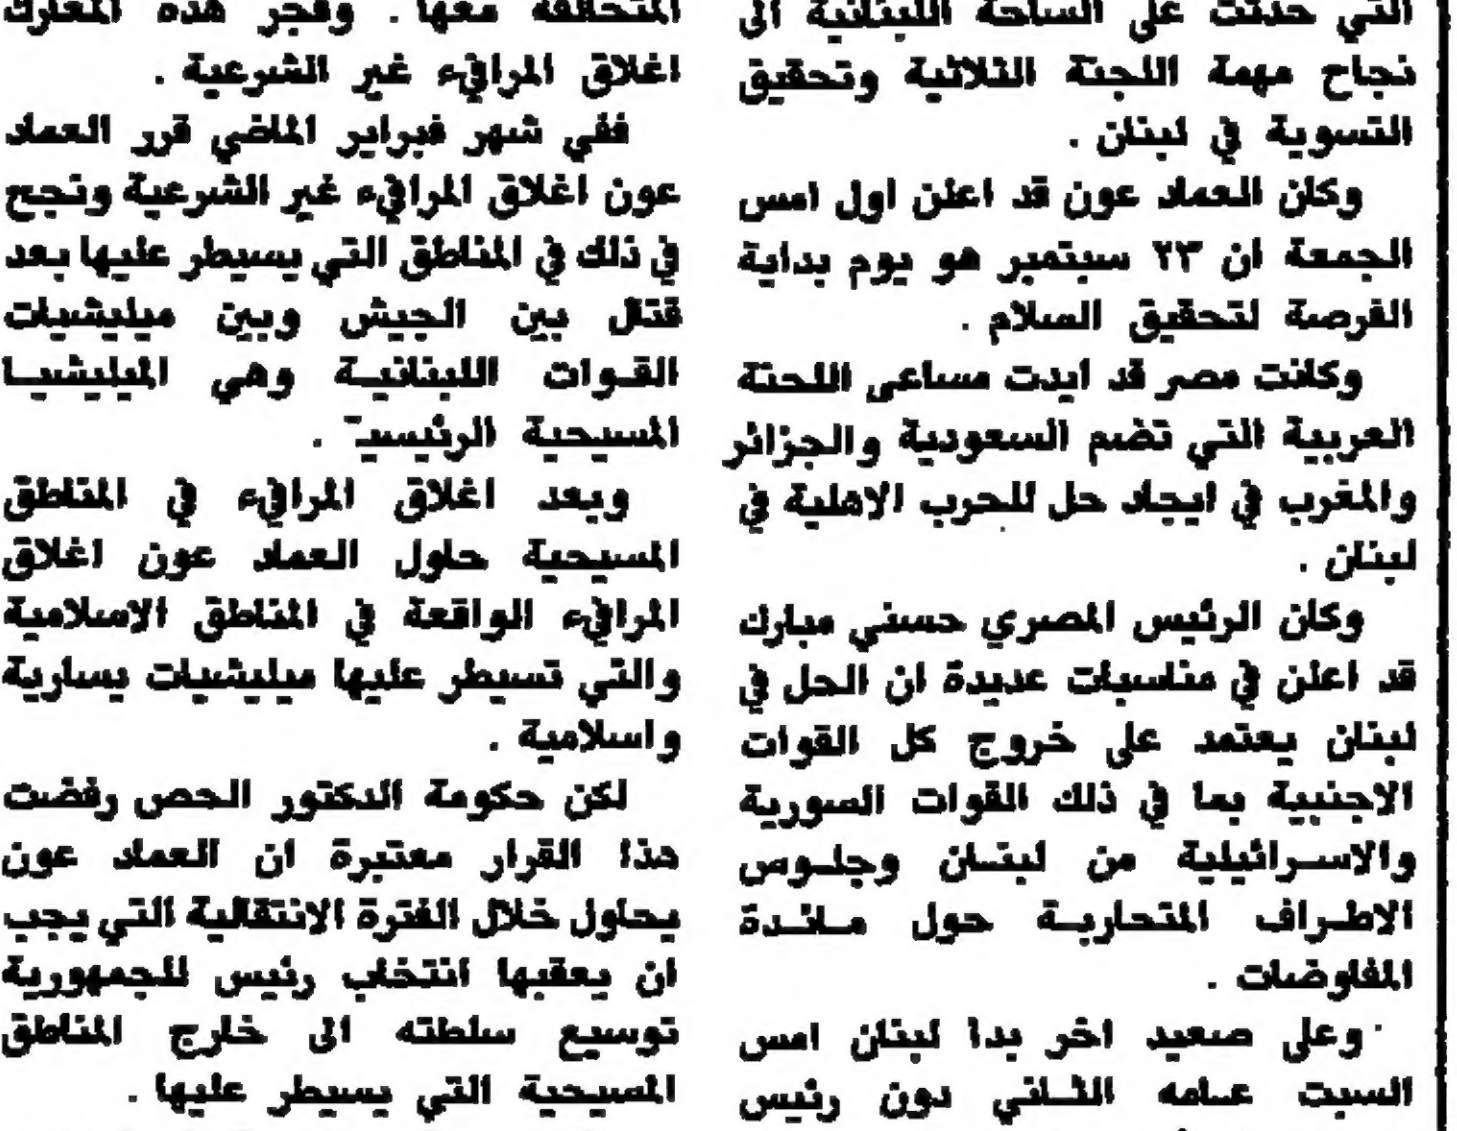 التي حدثت على الساحة اللبنانية الى
نجاح مهمة اللجنة الثلاثية وتحقيق
التسوية في لبنان .
وكان العماد عون قد اعلن اول امس
الجمعة ان ٢٣ سبتمبر هو يوم بداية
الفرصة لتحقيق السلام .
وكانت مصر قد ايدت مساعى اللجنة
العربية التي تضم السعودية والجزائر
والمغرب في ايجاد حل للحرب الاهلية في
لبنان .
وكان الرئيس المصري حسني مبارك
قد اعلن في مناسبات عديدة ان الحل في
لبنان يعتمد على خروج كل القوات
الاجنبية بما في ذلك القوات السورية
والاسرائيلية من لبنان وجلوس
الاطراف المتحاربة حول مائدة
المفاوضات .
وعلى صعيد اخر بدا لبنان امس
السبت عامه الثاني دون رئيس
المتحالفة معها . وفجر هذه المعارك
اغلاق المرافيء غير الشرعية .
ففي شهر فبراير الماضي قرر العماد
عون اغلاق المرافيء غير الشرعية ونجح
في ذلك في المناطق التي يسيطر عليها بعد
قتال بين الجيش وبين ميليشيات
القوات اللبنانية وهي الميليشيا
المسيحية الرئيسية .
وبعد اغلاق المرافيء في المناطق
المسيحية حاول العماد عون اغلاق
المرافيء الواقعة في المناطق الاسلامية
والتي تسيطر عليها ميليشيات يسارية
واسلامية .
لكن حكومة الدكتور الحص رفضت
هذا القرار معتبرة ان العماد عون
يحاول خلال الفترة الانتقالية التي يجب
ان يعقبها انتخاب رئيس للجمهورية
توسيع سلطته الى خارج المناطق
المسيحية التي يسيطر عليها .